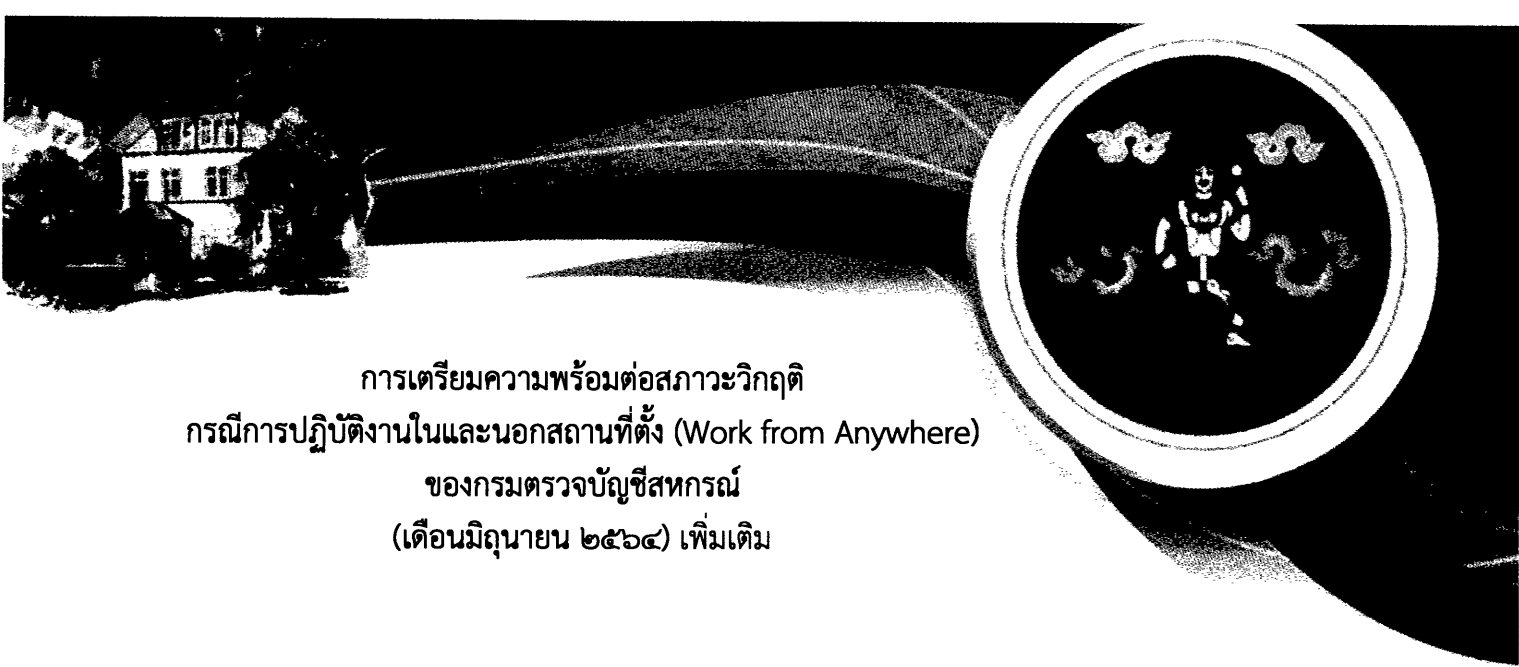 การเตรียมความพร้อมต่อสภาวะวิกฤติ
กรณีการปฏิบัติงานในและนอกสถานที่ตั้ง (Work from Anywhere)
ของกรมตรวจบัญชีสหกรณ์
(เดือนมิถุนายน ๒๕๖๔) เพิ่มเติม